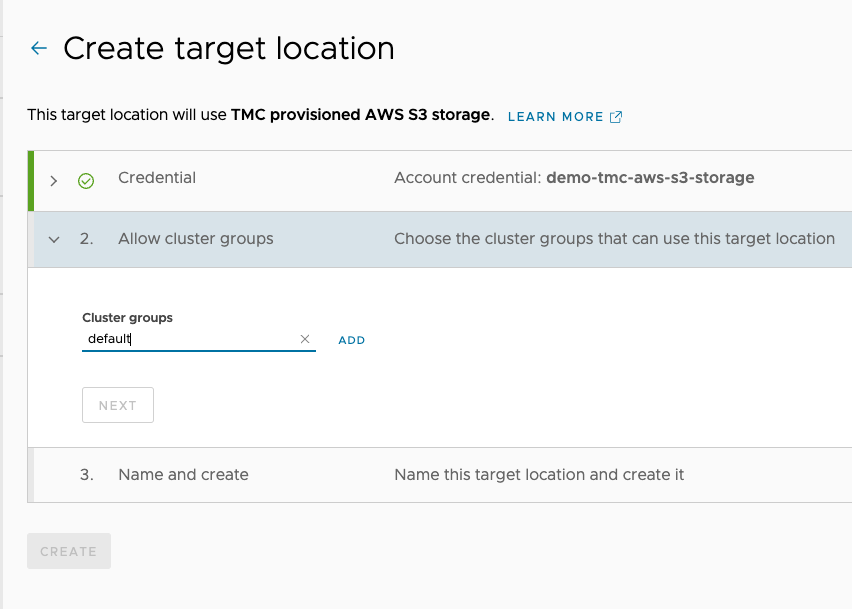 Create target location
This target location will use TMC provisioned AWS S3 storage. LEARN MORE
Credential Account credential: demo-tmc-aws-s3-storage
2. Allow cluster groups Choose the cluster groups that can use this target location
Cluster groups
default ADD
NEXT
3. Name and create Name this target location and create it
CREATE